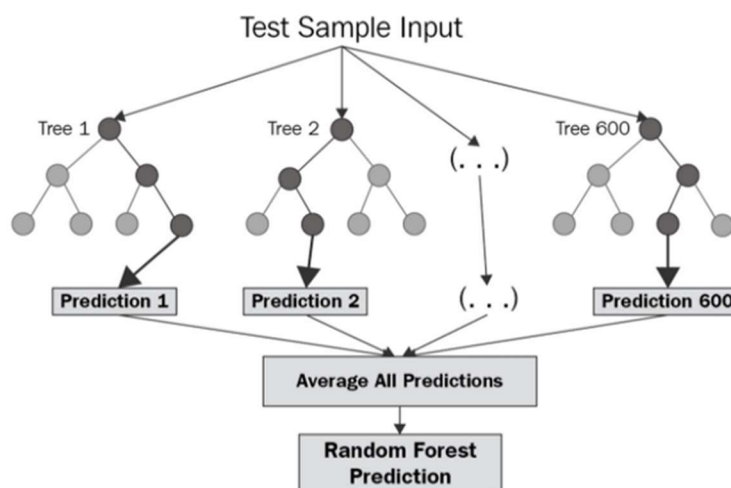 Test Sample Input
Tree 1
Tree 2
Tree 600
(. . .)
Prediction 1
Prediction 2
(. . .)
Prediction 600
Average All Predictions
Random Forest
Prediction